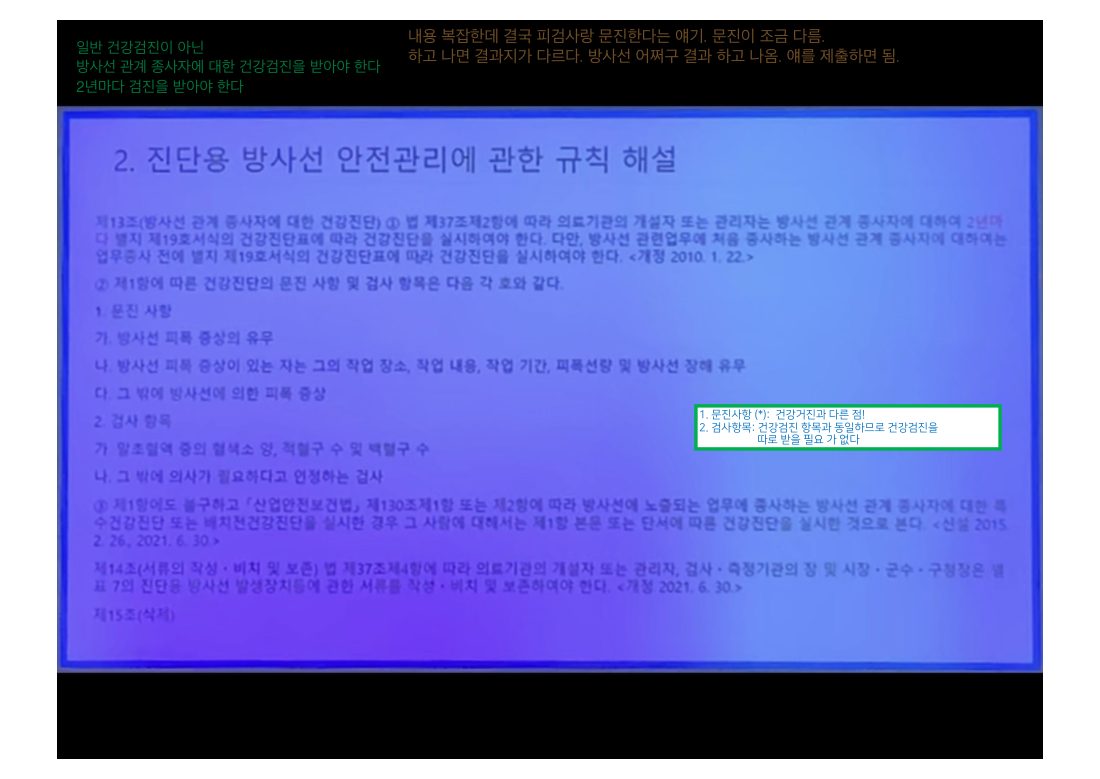 일반 건강검진이 아닌
방사선 관계 종사자에 대한 건강검진을 받아야 한다
2년마다 검진을 받아야 한다
내용 복잡한데 결국 피검사랑 문진한다는 얘기. 문진이 조금 다름.
하고 나면 결과지가 다르다. 방사선 어쩌구 결과 하고 나옴. 얘를 제출하면 됨.
2. 진단용 방사선 안전관리에 관한 규칙 해설
제13조(방사선 관계 종사자에 대한 건강진단) ① 법 제37조제2항에 따라 의료기관의 개설자 또는 관리자는 방사선 관계 종사자에 대하여 2년마
다 별지 제19호서식의 건강진단표에 따라 건강진단을 실시하여야 한다. 다만, 방사선 관련업무에 처음 종사하는 방사선 관계 종사자에 대하여는
업무종사 전에 별지 제19호서식의 건강진단표에 따라 건강진단을 실시하여야 한다. <개정 2010. 1. 22.>
② 제1항에 따른 건강진단의 문진 사항 및 검사 항목은 다음 각 호와 같다.
1. 문진 사항
가. 방사선 피폭 증상의 유무
나. 방사선 피폭 증상이 있는 자는 그의 작업 장소, 작업 내용, 작업 기간, 피폭선량 및 방사선 장해 유무
다. 그 밖에 방사선에 의한 피폭 증상
2. 검사 항목
가. 말초혈액 중의 혈색소 양, 적혈구 수 및 백혈구 수
나. 그 밖에 의사가 필요하다고 인정하는 검사
1. 문진사항 (*): 건강거진과 다른 점!
2. 검사항목: 건강검진 항목과 동일하므로 건강검진을
따로 받을 필요 가 없다
③ 제1항에도 불구하고 「산업안전보건법」 제130조제1항 또는 제2항에 따라 방사선에 노출되는 업무에 종사하는 방사선 관계 종사자에 대한 특
수건강진단 또는 배치전건강진단을 실시한 경우 그 사람에 대해서는 제1항 본문 또는 단서에 따른 건강진단을 실시한 것으로 본다. <신설 2015.
2. 26., 2021. 6. 30.>
제14조(서류의 작성·비치 및 보존) 법 제37조제4항에 따라 의료기관의 개설자 또는 관리자, 검사·측정기관의 장 및 시장·군수·구청장은 별
표 7의 진단용 방사선 발생장치등에 관한 서류를 작성·비치 및 보존하여야 한다. <개정 2021. 6. 30.>
제15조(삭제)